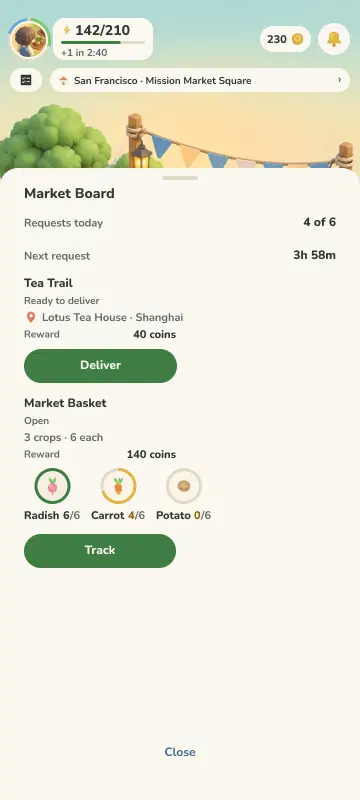 142/210
+1 in 2:40
230
San Francisco · Mission Market Square ›
Market Board
Requests today 4 of 6
Next request 3h 58m
Tea Trail
Ready to deliver
Lotus Tea House · Shanghai
Reward 40 coins
Deliver
Market Basket
Open
3 crops · 6 each
Reward 140 coins
Radish 6/6 Carrot 4/6 Potato 0/6
Track
Close